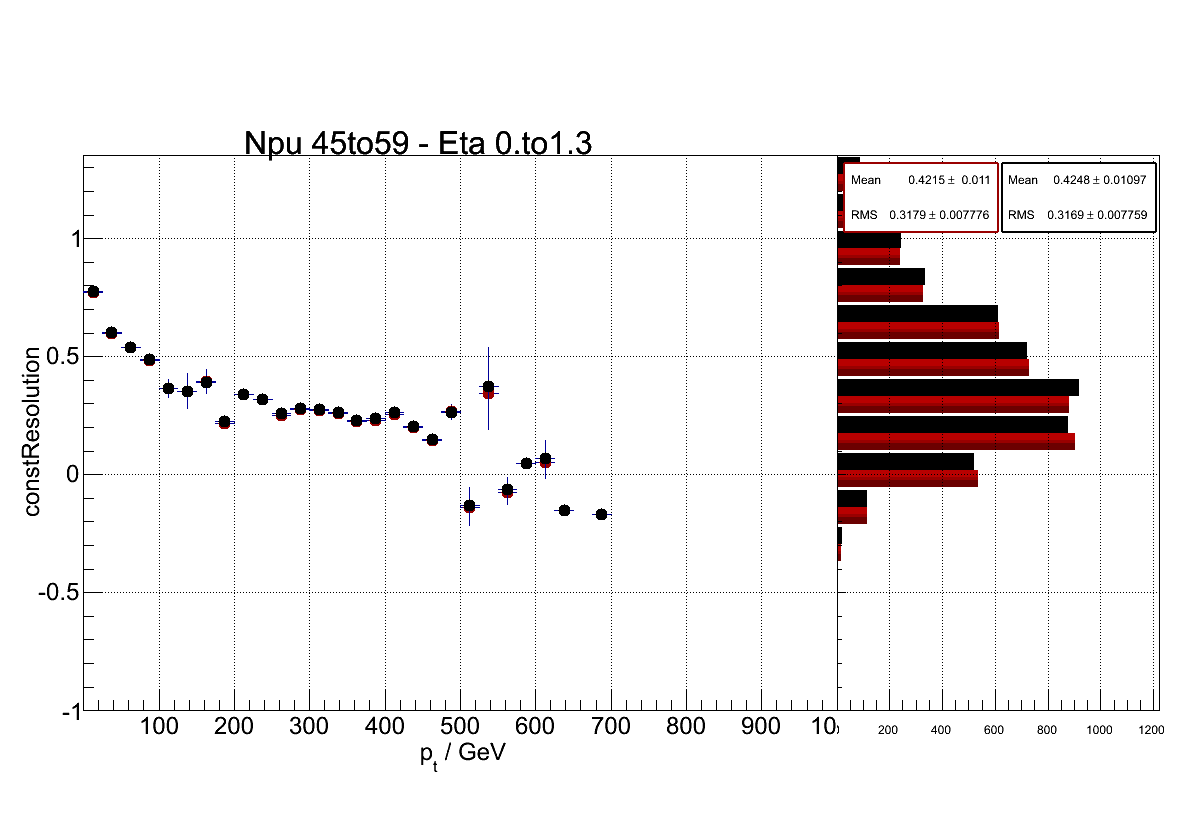 Npu 45to59 - Eta 0.to1.3
Mean 0.4215 ± 0.011
RMS 0.3179 ± 0.007776
Mean 0.4248 ± 0.01097
RMS 0.3169 ± 0.007759
constResolution
1
0.5
0
-0.5
-1
100 200 300 400 500 600 700 800 900
200 400 600 800 1000 1200
pt / GeV